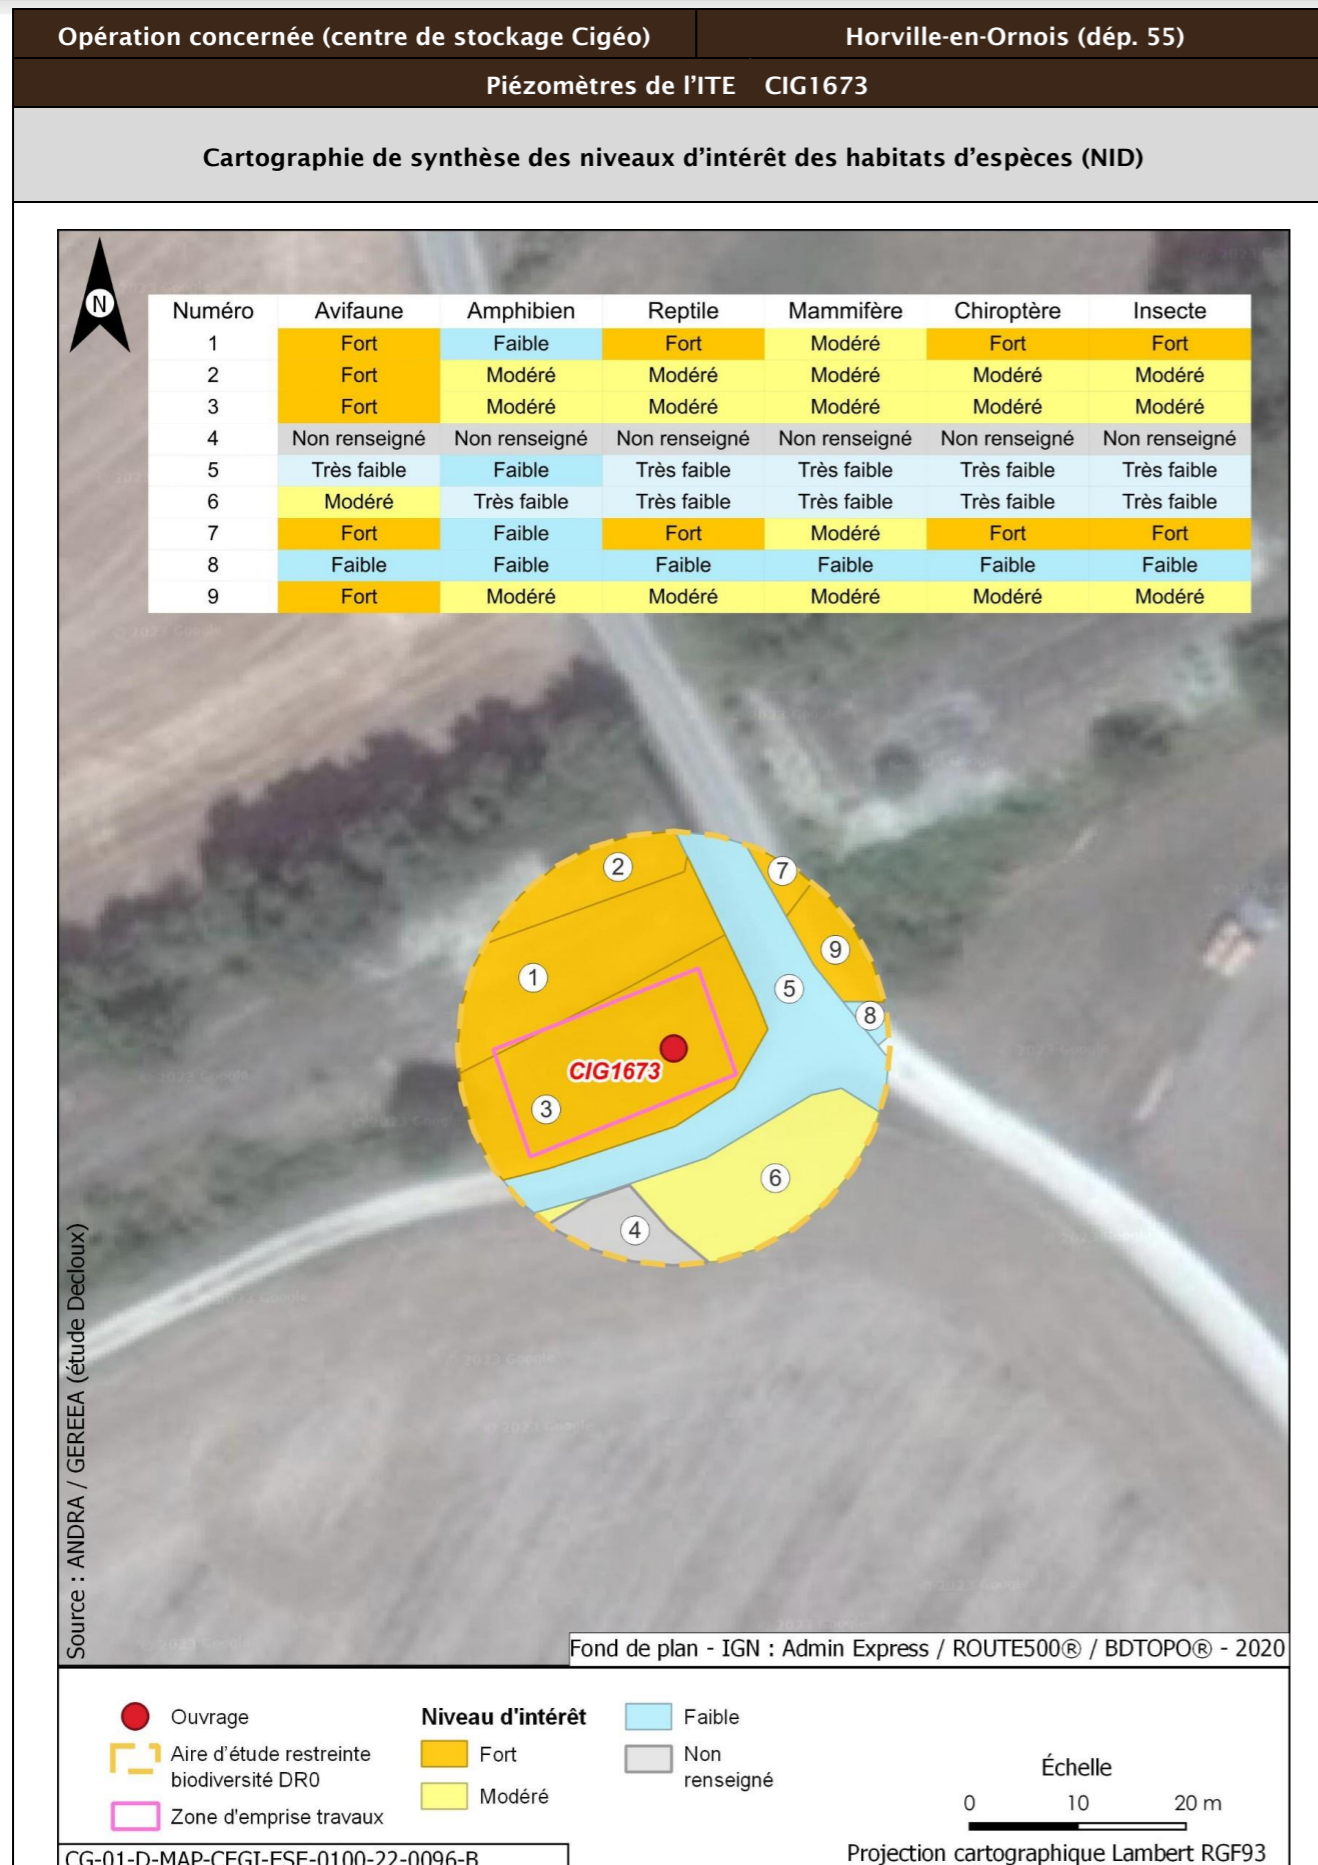 Opération concernée (centre de stockage Cigéo) Horville-en-Ornois (dép. 55)
Piézomètres de l'ITE CIG1673
Cartographie de synthèse des niveaux d'intérêt des habitats d'espèces (NID)
N
Numéro Avifaune Amphibien Reptile Mammifère Chiroptère Insecte
1 Fort Faible Fort Modéré Fort Fort
2 Fort Modéré Modéré Modéré Modéré Modéré
3 Fort Modéré Modéré Modéré Modéré Modéré
4 Non renseigné Non renseigné Non renseigné Non renseigné Non renseigné Non renseigné
5 Très faible Faible Très faible Très faible Très faible Très faible
6 Modéré Très faible Très faible Très faible Très faible Très faible
7 Fort Faible Fort Modéré Fort Fort
8 Faible Faible Faible Faible Faible Faible
9 Fort Modéré Modéré Modéré Modéré Modéré
2
7
9
1
5
8
CIG1673
3
6
4
Source : ANDRA / GEREEA (étude Decloux)
Fond de plan - IGN : Admin Express / ROUTE500® / BDTOPO® - 2020
Ouvrage
Aire d'étude restreinte
biodiversité DR0
Zone d'emprise travaux
Niveau d'intérêt
Fort
Modéré
Faible
Non
renseigné
Échelle
0 10 20 m
Projection cartographique Lambert RGF93
CG-01-D-MAP-CEGI-ESE-0100-22-0096-B